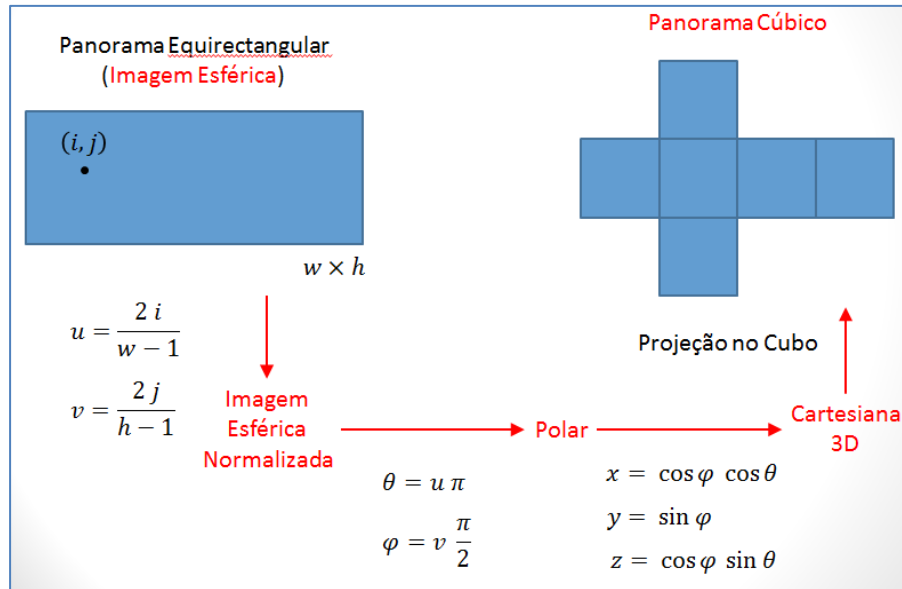 Panorama Equirectangular
(Imagem Esférica)
(i, j)
w × h
Panorama Cúbico
u = 2 i / w − 1
v = 2 j / h − 1
Imagem
Esférica
Normalizada
θ = u π
φ = v π / 2
Polar
x = cos φ cos θ
y = sin φ
z = cos φ sin θ
Cartesiana
3D
Projeção no Cubo